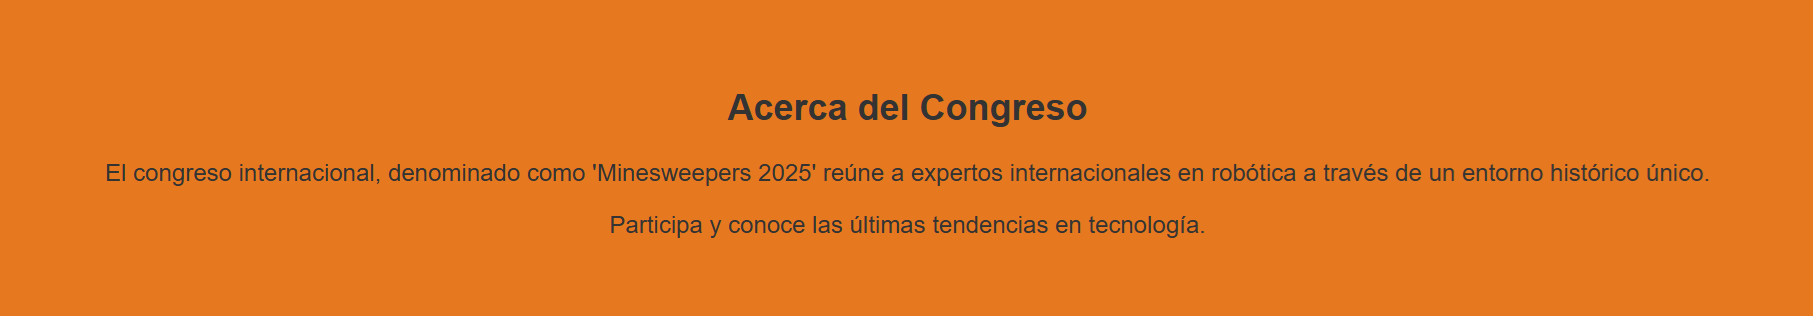 Acerca del Congreso
El congreso internacional, denominado como 'Minesweepers 2025' reúne a expertos internacionales en robótica a través de un entorno histórico único.
Participa y conoce las últimas tendencias en tecnología.